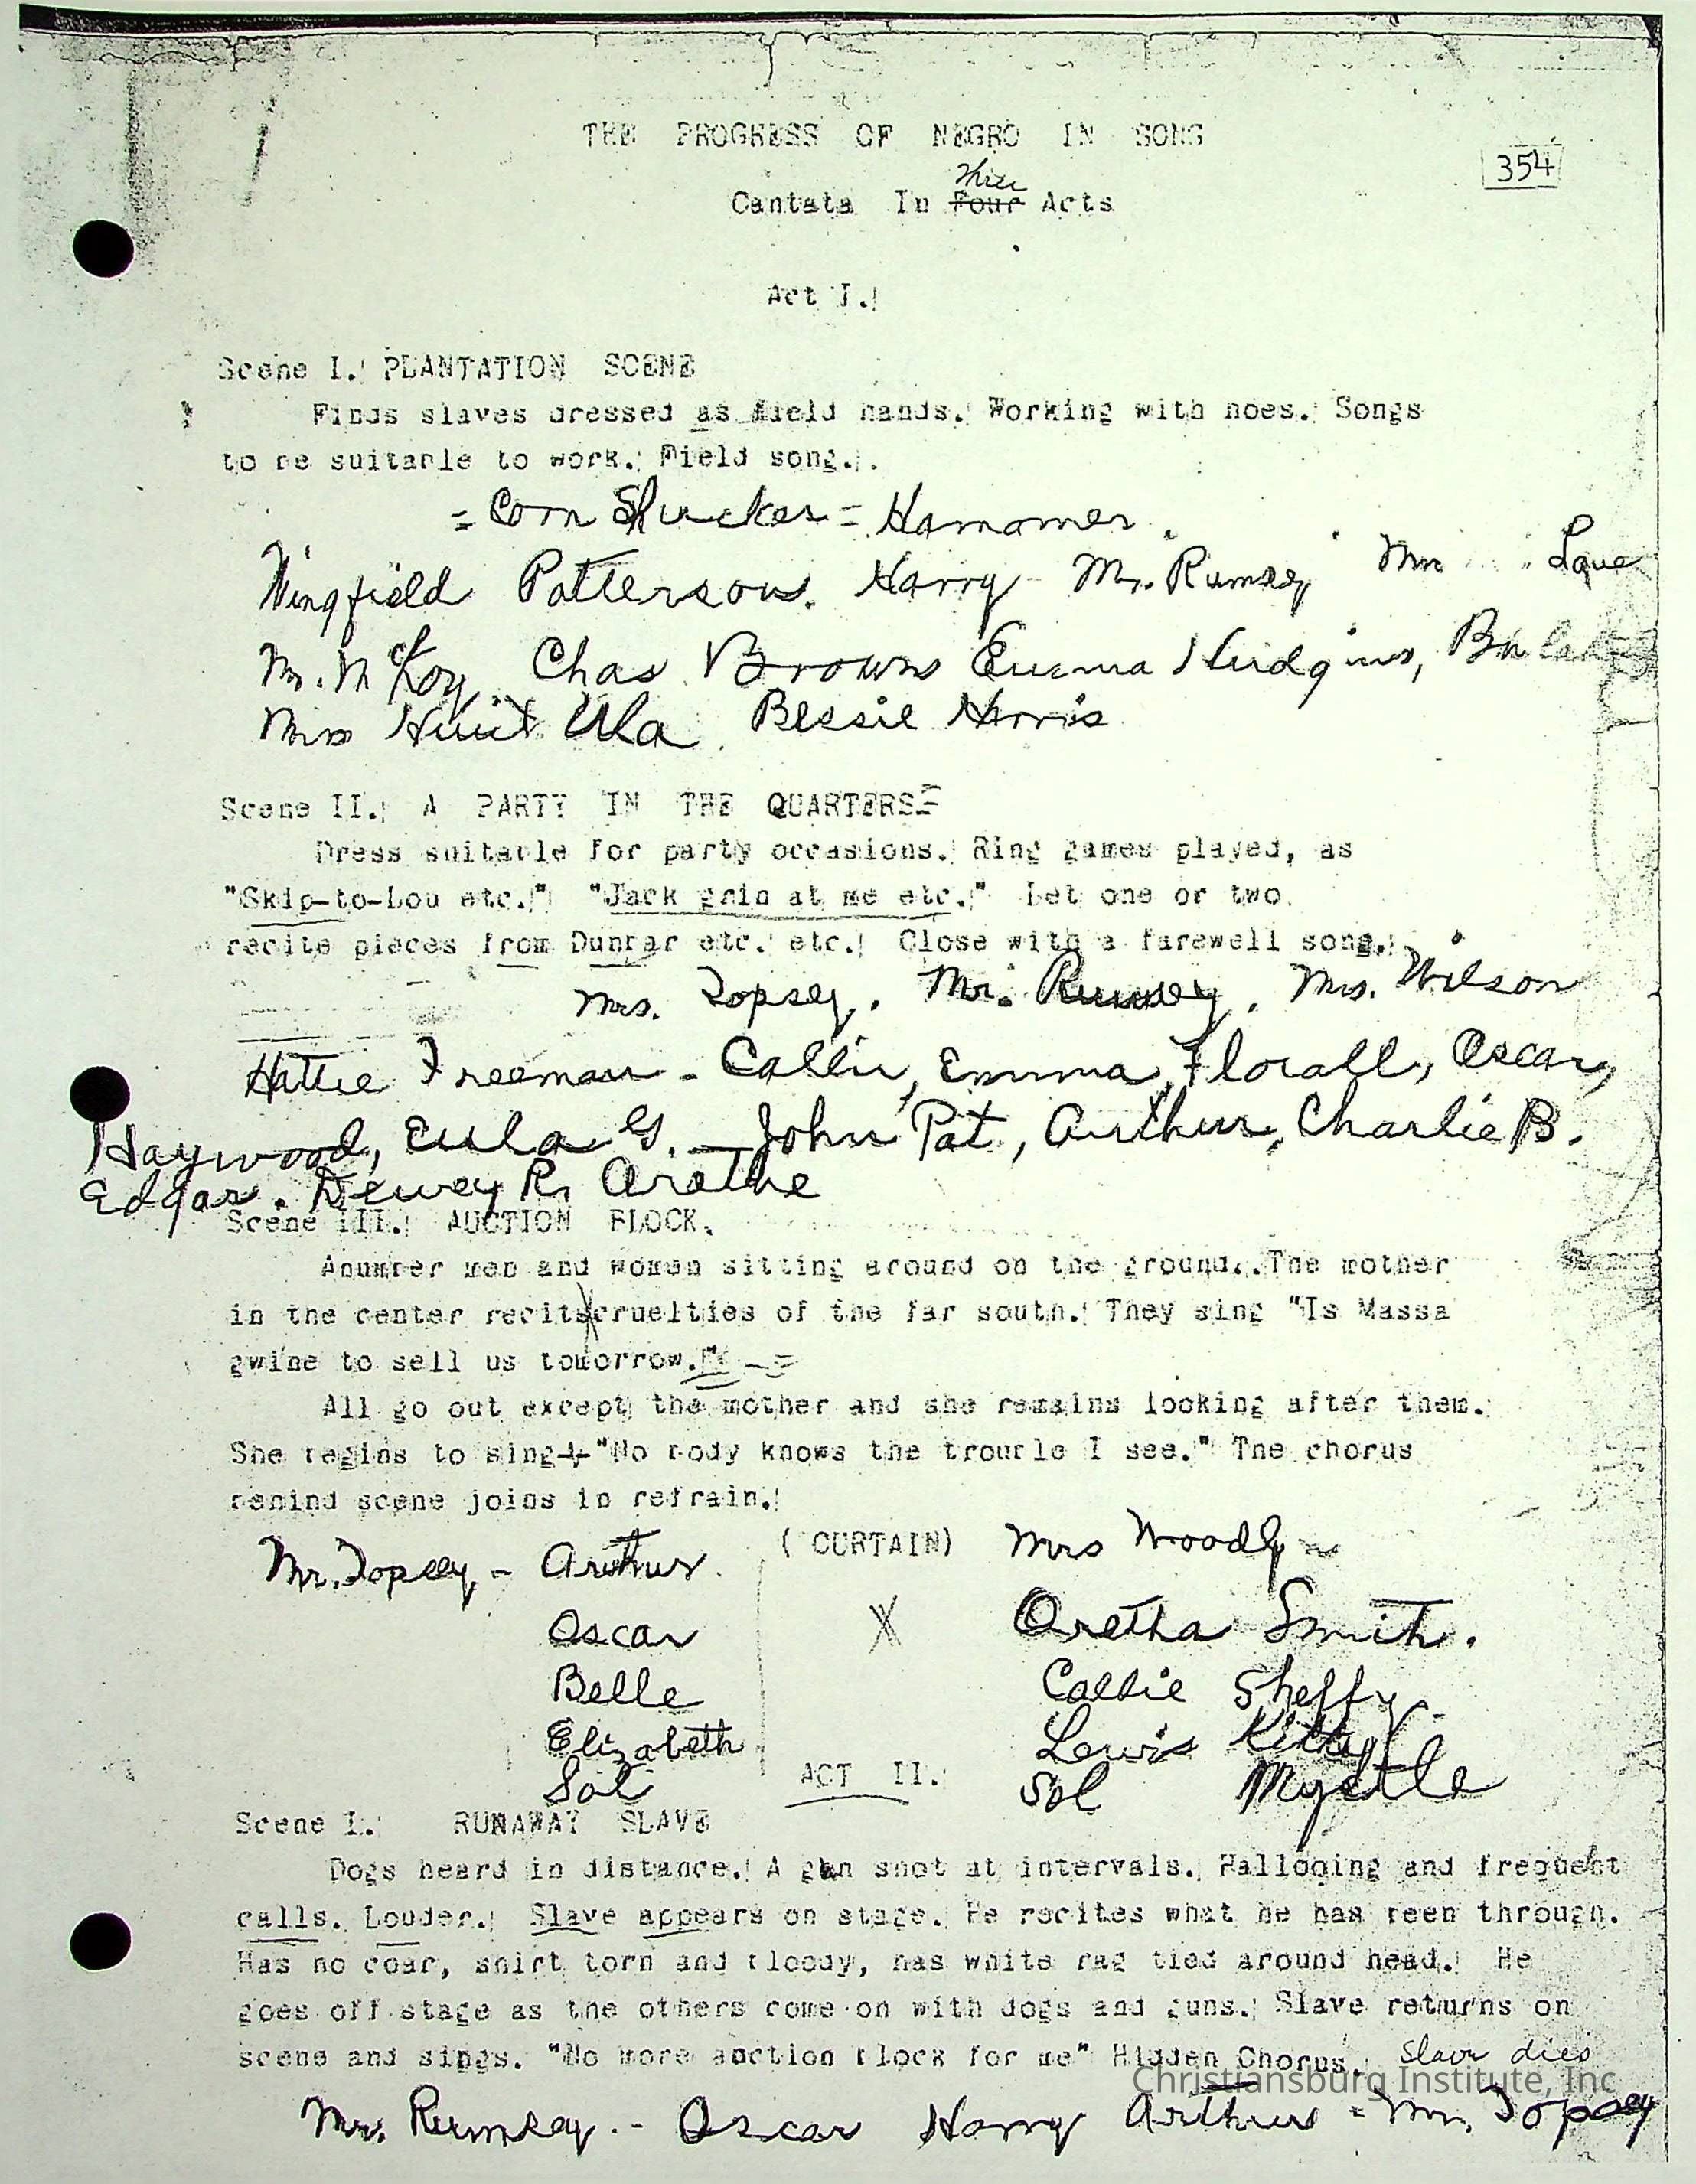 THE PROGRESS OF NEGRO IN SONG
354
Three
Cantata In Four Acts
Act I.
Scene I. PLANTATION SCENE
Finds slaves dressed as field hands. Working with hoes. Songs
to be suitable to work. Field song..
= Corn Shucker = Hammer.
Wingfield Patterson. Harry Mr. Rumsey Love
Mr. McKoy. Chas Brown Emma Hudgins,
Ula. Bessie Harris
Scene II. A PARTY IN THE QUARTERS
Dress suitable for party occasions. Ring games played, as
"Skip-to-Lou etc." "Jack grin at me etc." Let one or two
recite pieces from Dunbar etc. etc. Close with a farewell song.
Mrs. Topsey, Mr. Rumsey, Mrs. Wilson
Hattie Freeman - Callie, Emma, Florall, Oscar,
Haywood, Eula G. - John Pat, Arthur, Charlie B.
Edgar. Dewey R. Arathe
Scene III. AUCTION BLOCK.
Anumber men and women sitting around on the ground..The mother
in the center recits cruelties of the far south. They sing "Is Massa
gwine to sell us tomorrow."
All go out except the mother and she remains looking after them.
She begins to sing "No body knows the trouble I see." The chorus
behind scene joins in refrain.
(CURTAIN) Mrs
Mr. Topsey - Arthur.
Oscar X Oretha Smith.
Belle Callie Sheffy
Elizabeth Lewis Kitty
Sol ACT II. Sol Myrtle
Scene I. RUNAWAY SLAVE
Dogs heard in distance. A gun shot at intervals. Hallooing and frequent
calls. Louder. Slave appears on stage. He recites what he has been through.
Has no coat, shirt torn and bloody, has white rag tied around head. He
goes off stage as the others come on with dogs and guns. Slave returns on
scene and sings. "No more auction block for me" Hidden Chorus. Slave dies
Christiansburg Institute, Inc
Mr. Rumsey. - Oscar Harry Arthur - Mr. Topsey